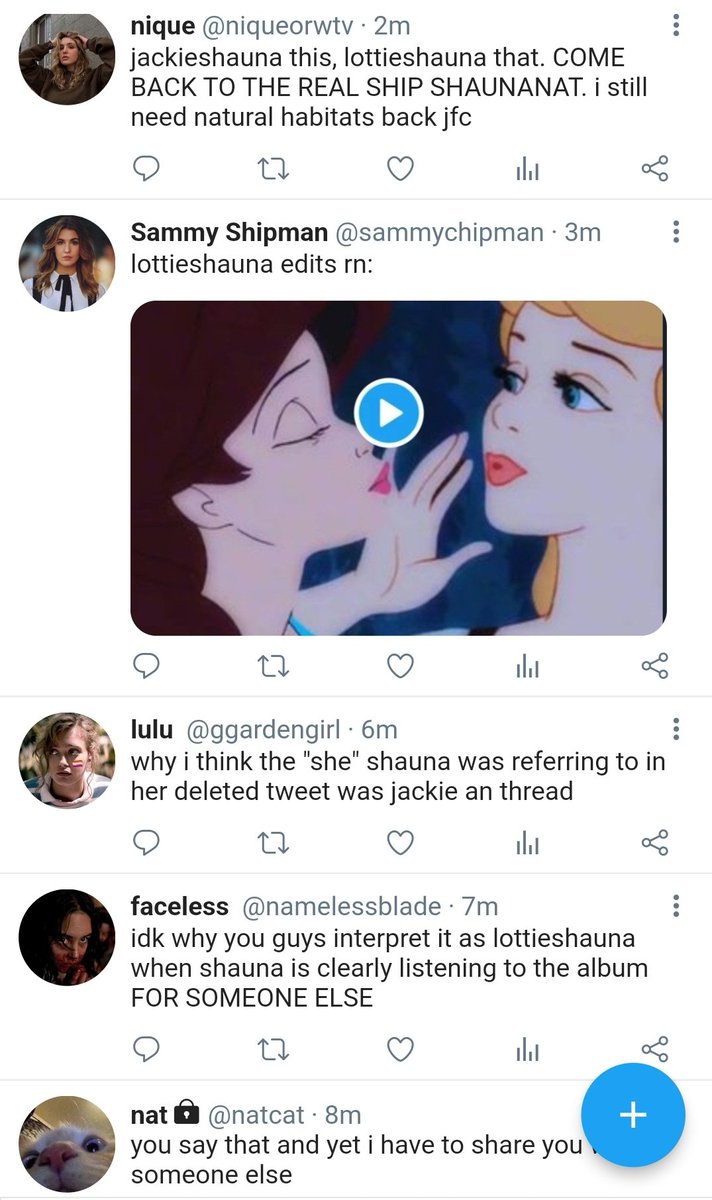 nique @niqueorwtv · 2m
jackieshauna this, lottieshauna that. COME
BACK TO THE REAL SHIP SHAUNANAT. i still
need natural habitats back jfc
Sammy Shipman @sammychipman · 3m
lottieshauna edits rn:
lulu @ggardengirl · 6m
why i think the "she" shauna was referring to in
her deleted tweet was jackie an thread
faceless @namelessblade · 7m
idk why you guys interpret it as lottieshauna
when shauna is clearly listening to the album
FOR SOMEONE ELSE
nat @natcat · 8m
you say that and yet i have to share you
someone else